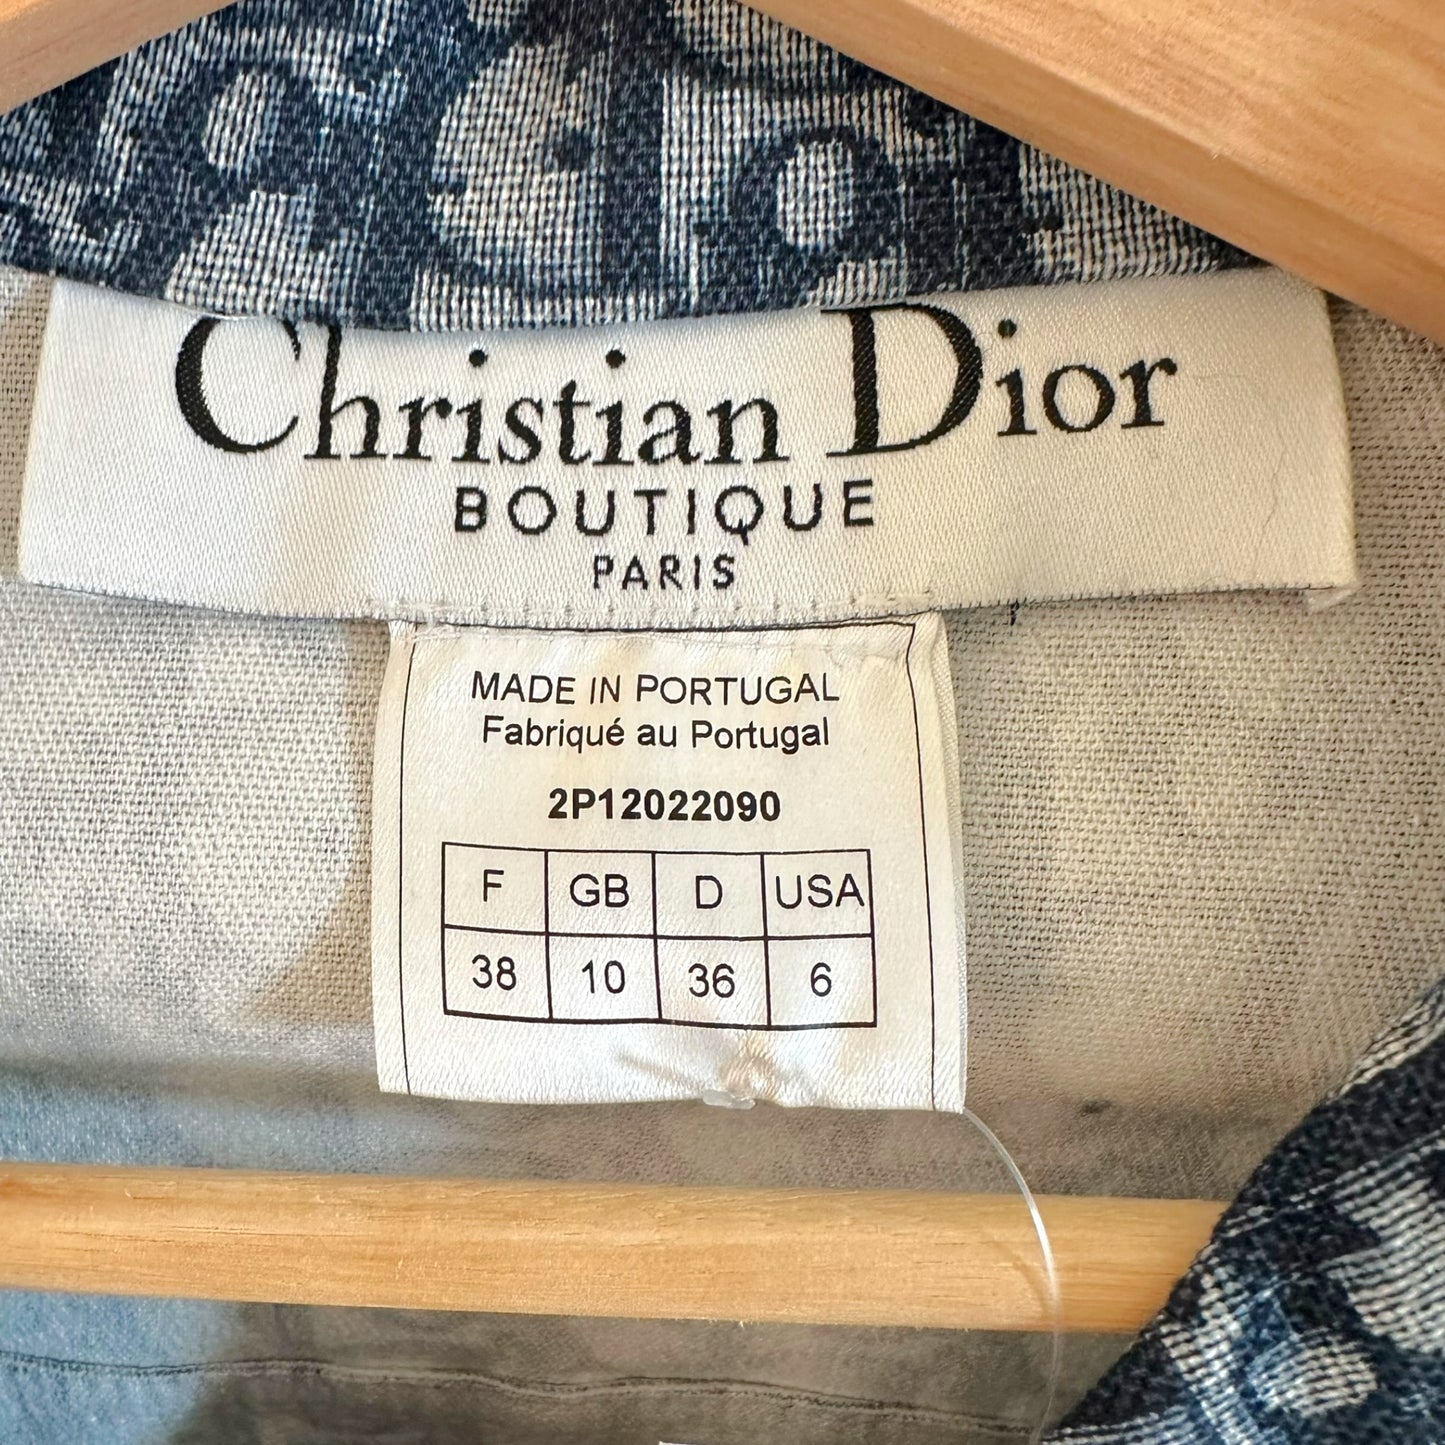 Christian Dior
BOUTIQUE
PARIS
MADE IN PORTUGAL
Fabriqué au Portugal
2P12022090
F GB D USA
38 10 36 6